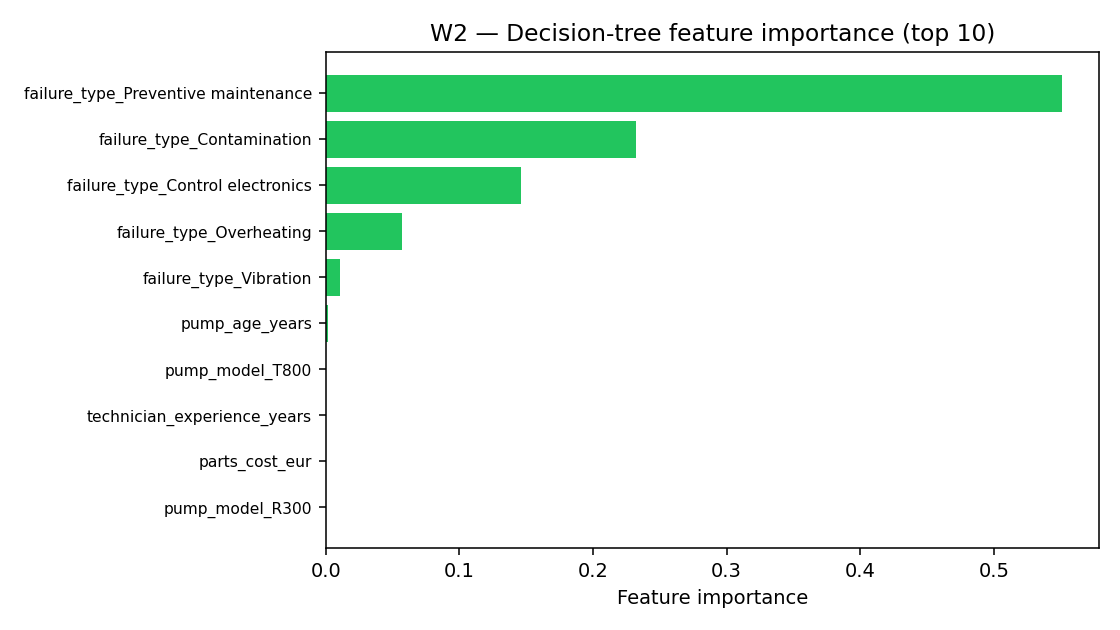 W2 — Decision-tree feature importance (top 10)
failure_type_Preventive maintenance
failure_type_Contamination
failure_type_Control electronics
failure_type_Overheating
failure_type_Vibration
pump_age_years
pump_model_T800
technician_experience_years
parts_cost_eur
pump_model_R300
0.0 0.1 0.2 0.3 0.4 0.5
Feature importance